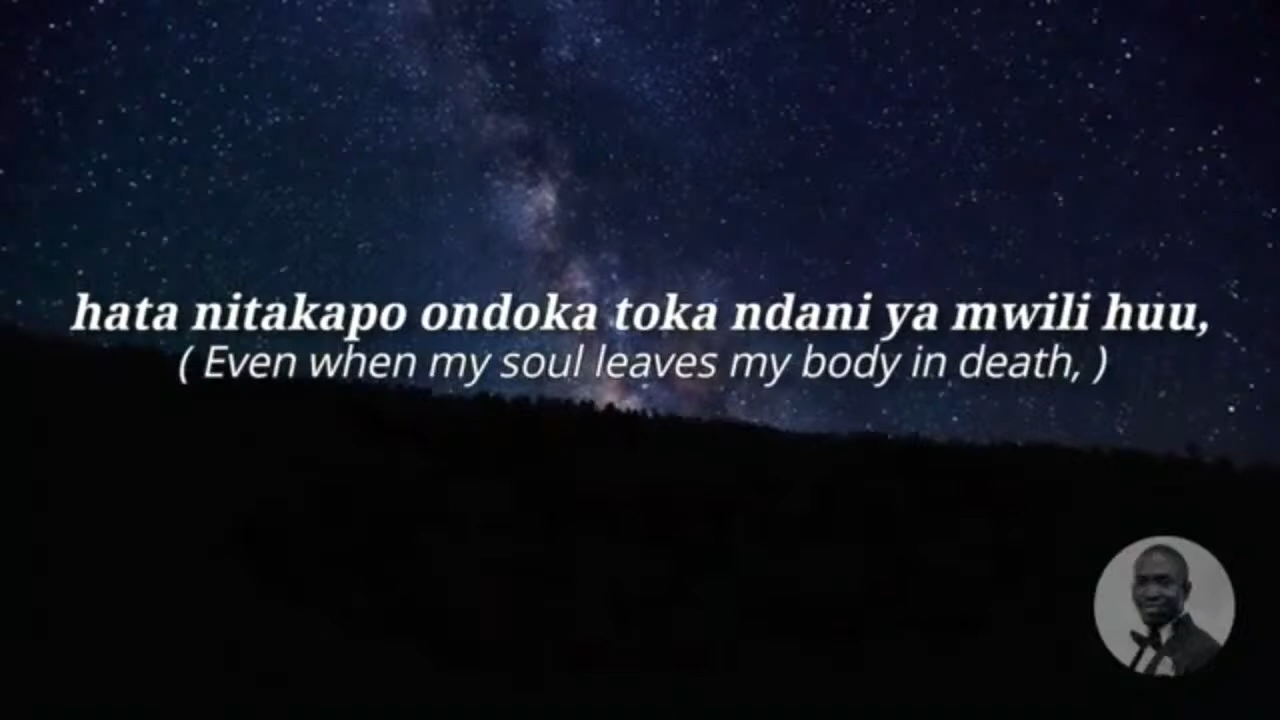 hata nitakapo ondoka toka ndani ya mwili huu,
( Even when my soul leaves my body in death, )